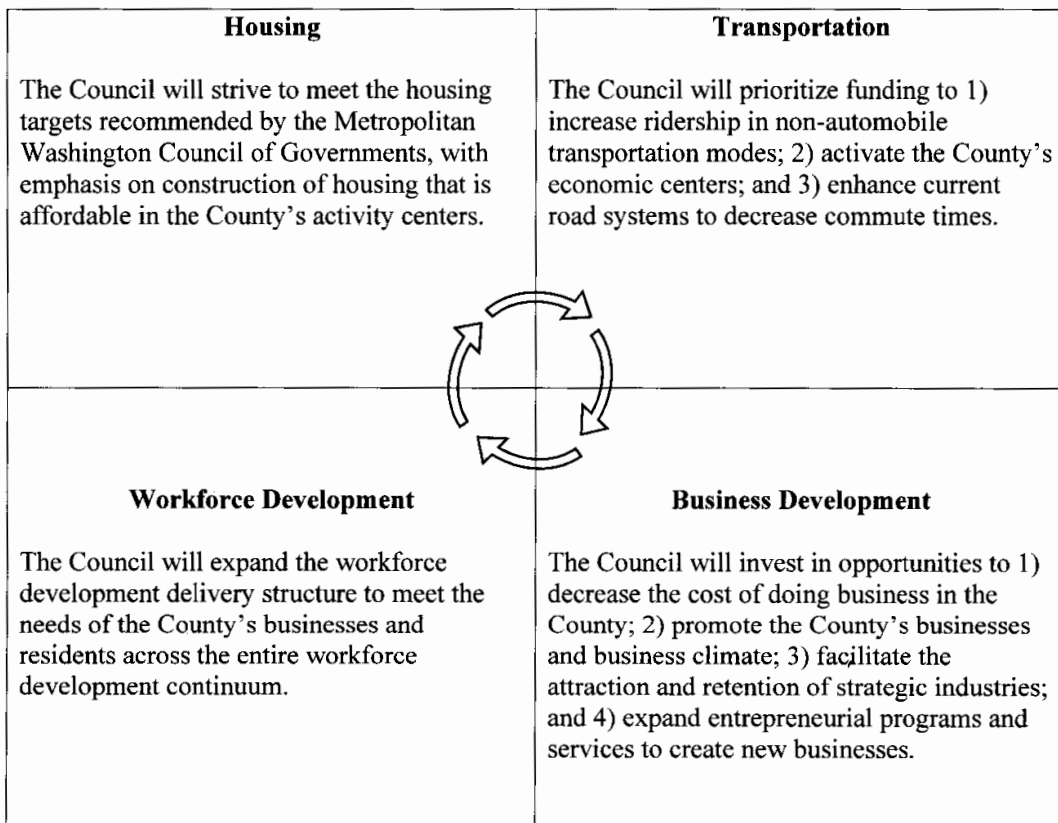 Housing
The Council will strive to meet the housing
targets recommended by the Metropolitan
Washington Council of Governments, with
emphasis on construction of housing that is
affordable in the County's activity centers.
Transportation
The Council will prioritize funding to 1)
increase ridership in non-automobile
transportation modes; 2) activate the County's
economic centers; and 3) enhance current
road systems to decrease commute times.
Workforce Development
The Council will expand the workforce
development delivery structure to meet the
needs of the County's businesses and
residents across the entire workforce
development continuum.
Business Development
The Council will invest in opportunities to 1)
decrease the cost of doing business in the
County; 2) promote the County's businesses
and business climate; 3) facilitate the
attraction and retention of strategic industries;
and 4) expand entrepreneurial programs and
services to create new businesses.